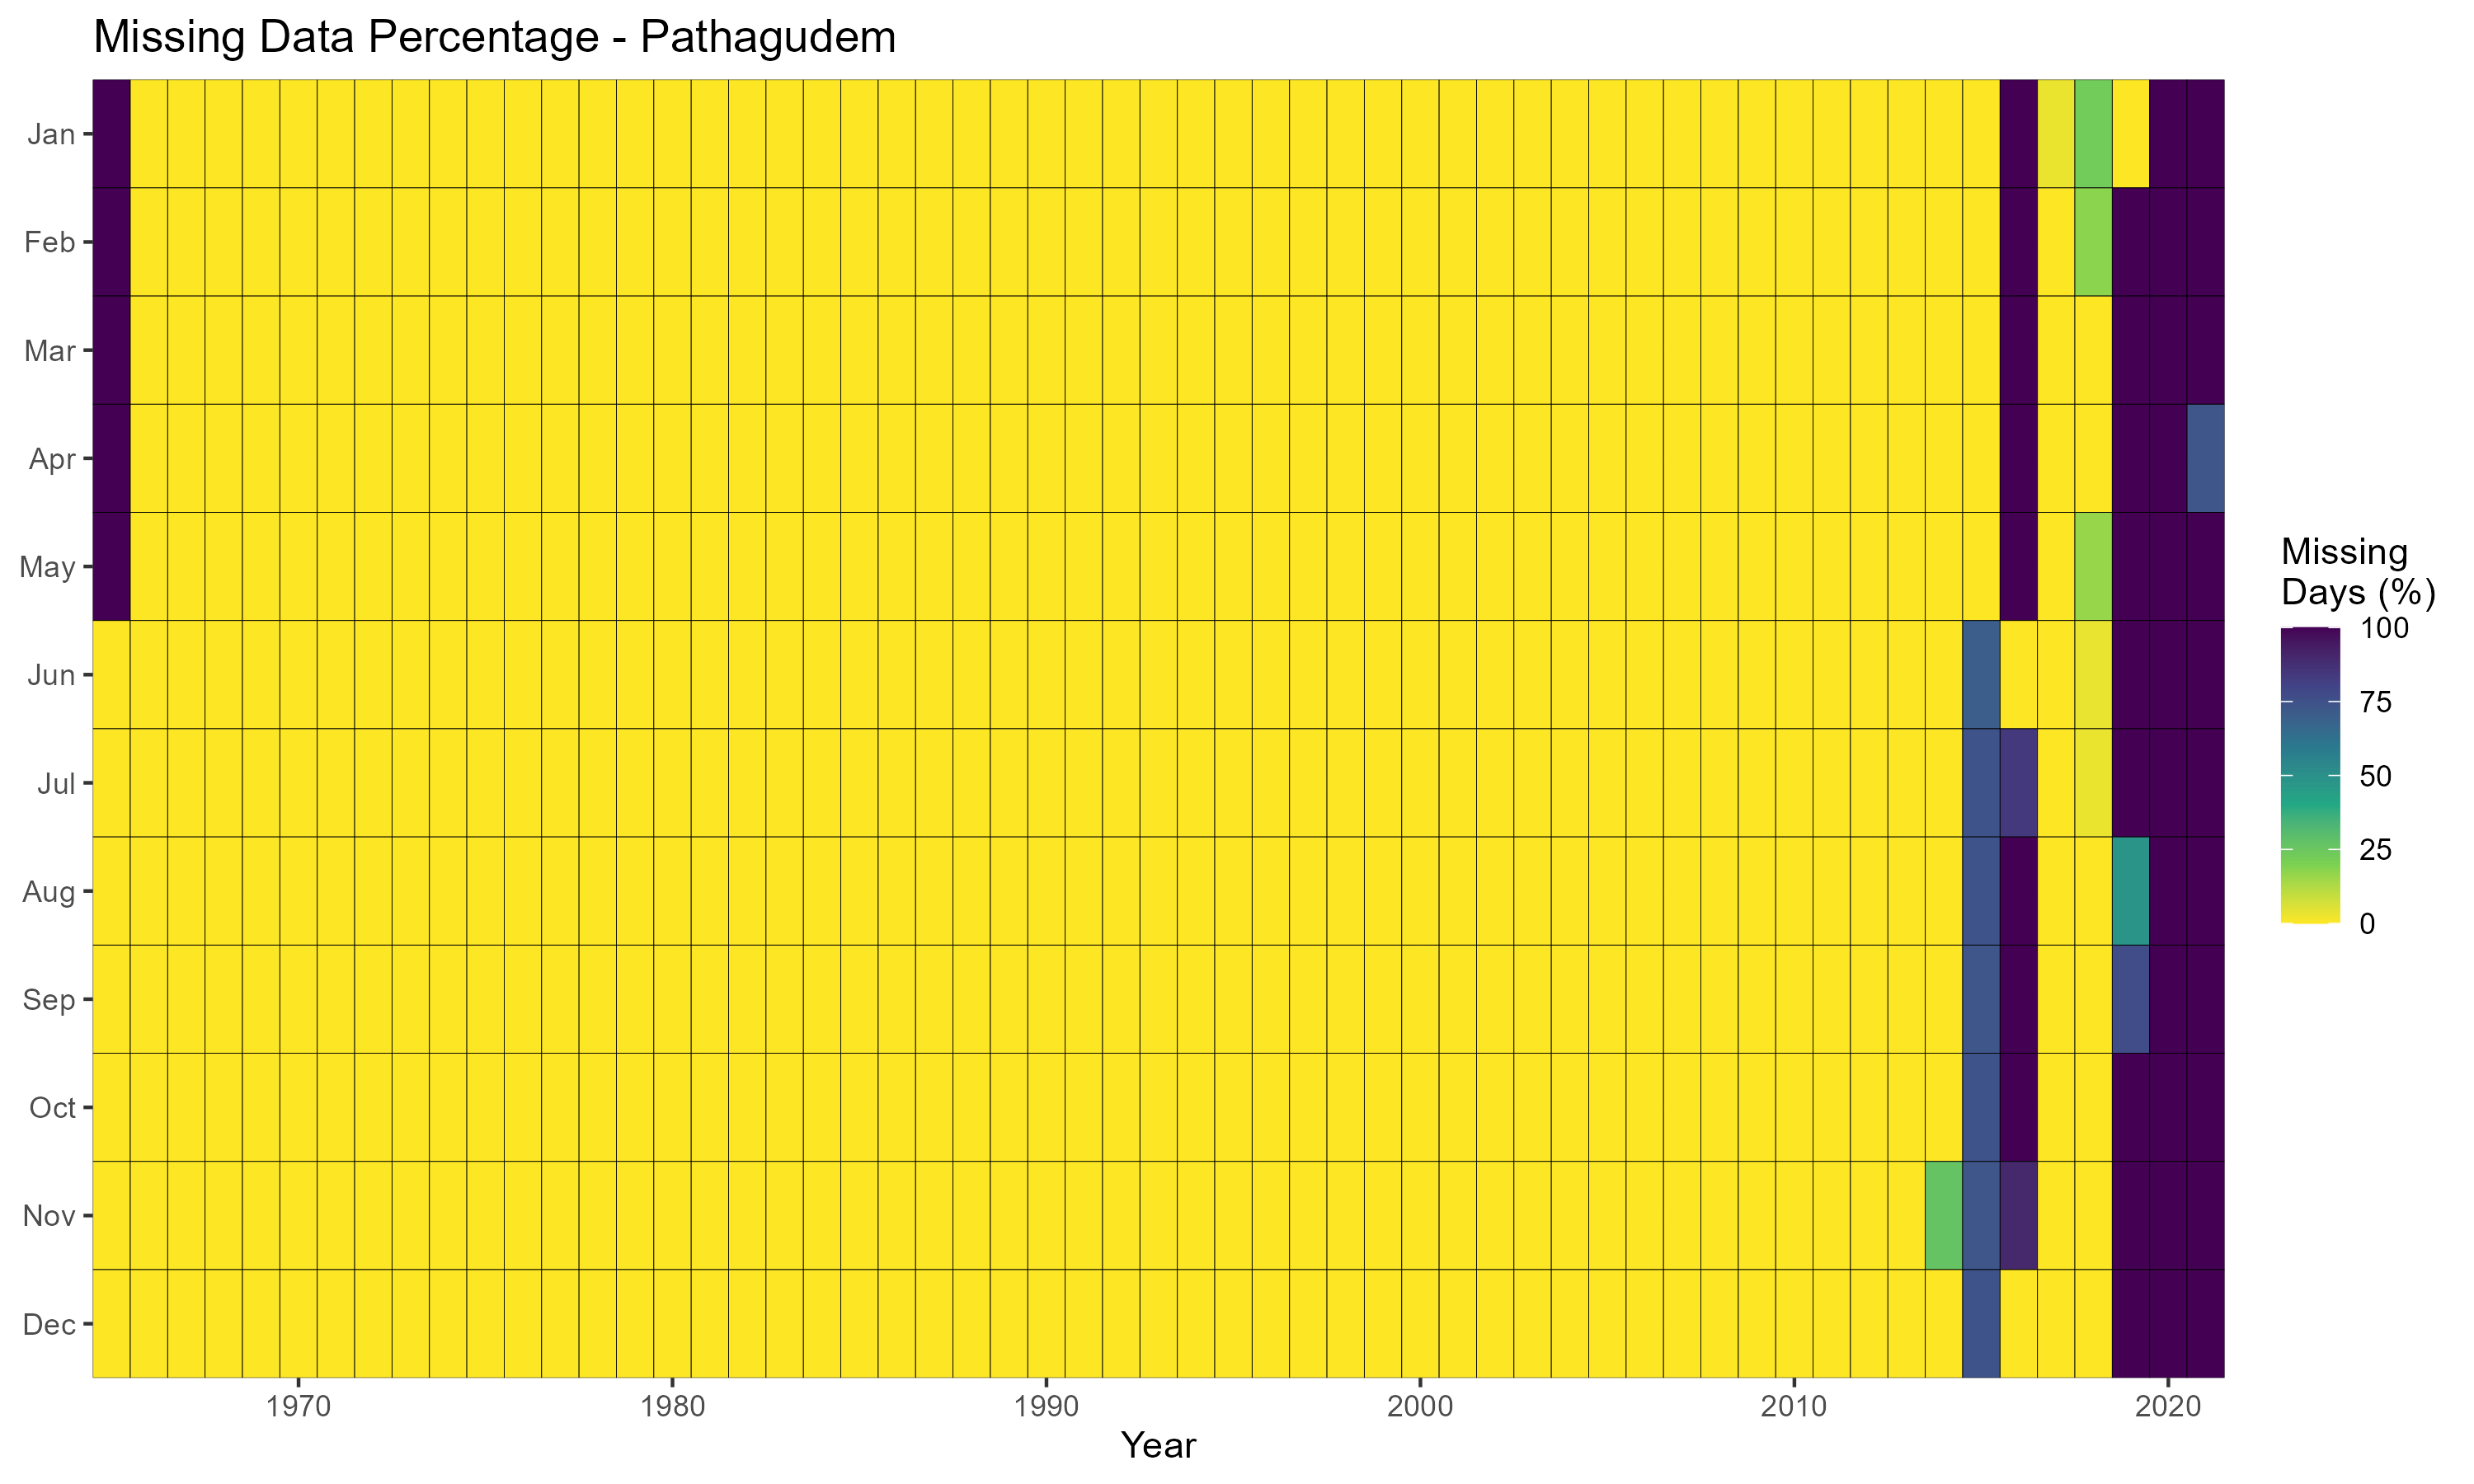 Missing Data Percentage - Pathagudem
Jan
Feb
Mar
Apr
May
Jun
Jul
Aug
Sep
Oct
Nov
Dec
1970 1980 1990 2000 2010 2020
Year
Missing
Days (%)
100
75
50
25
0